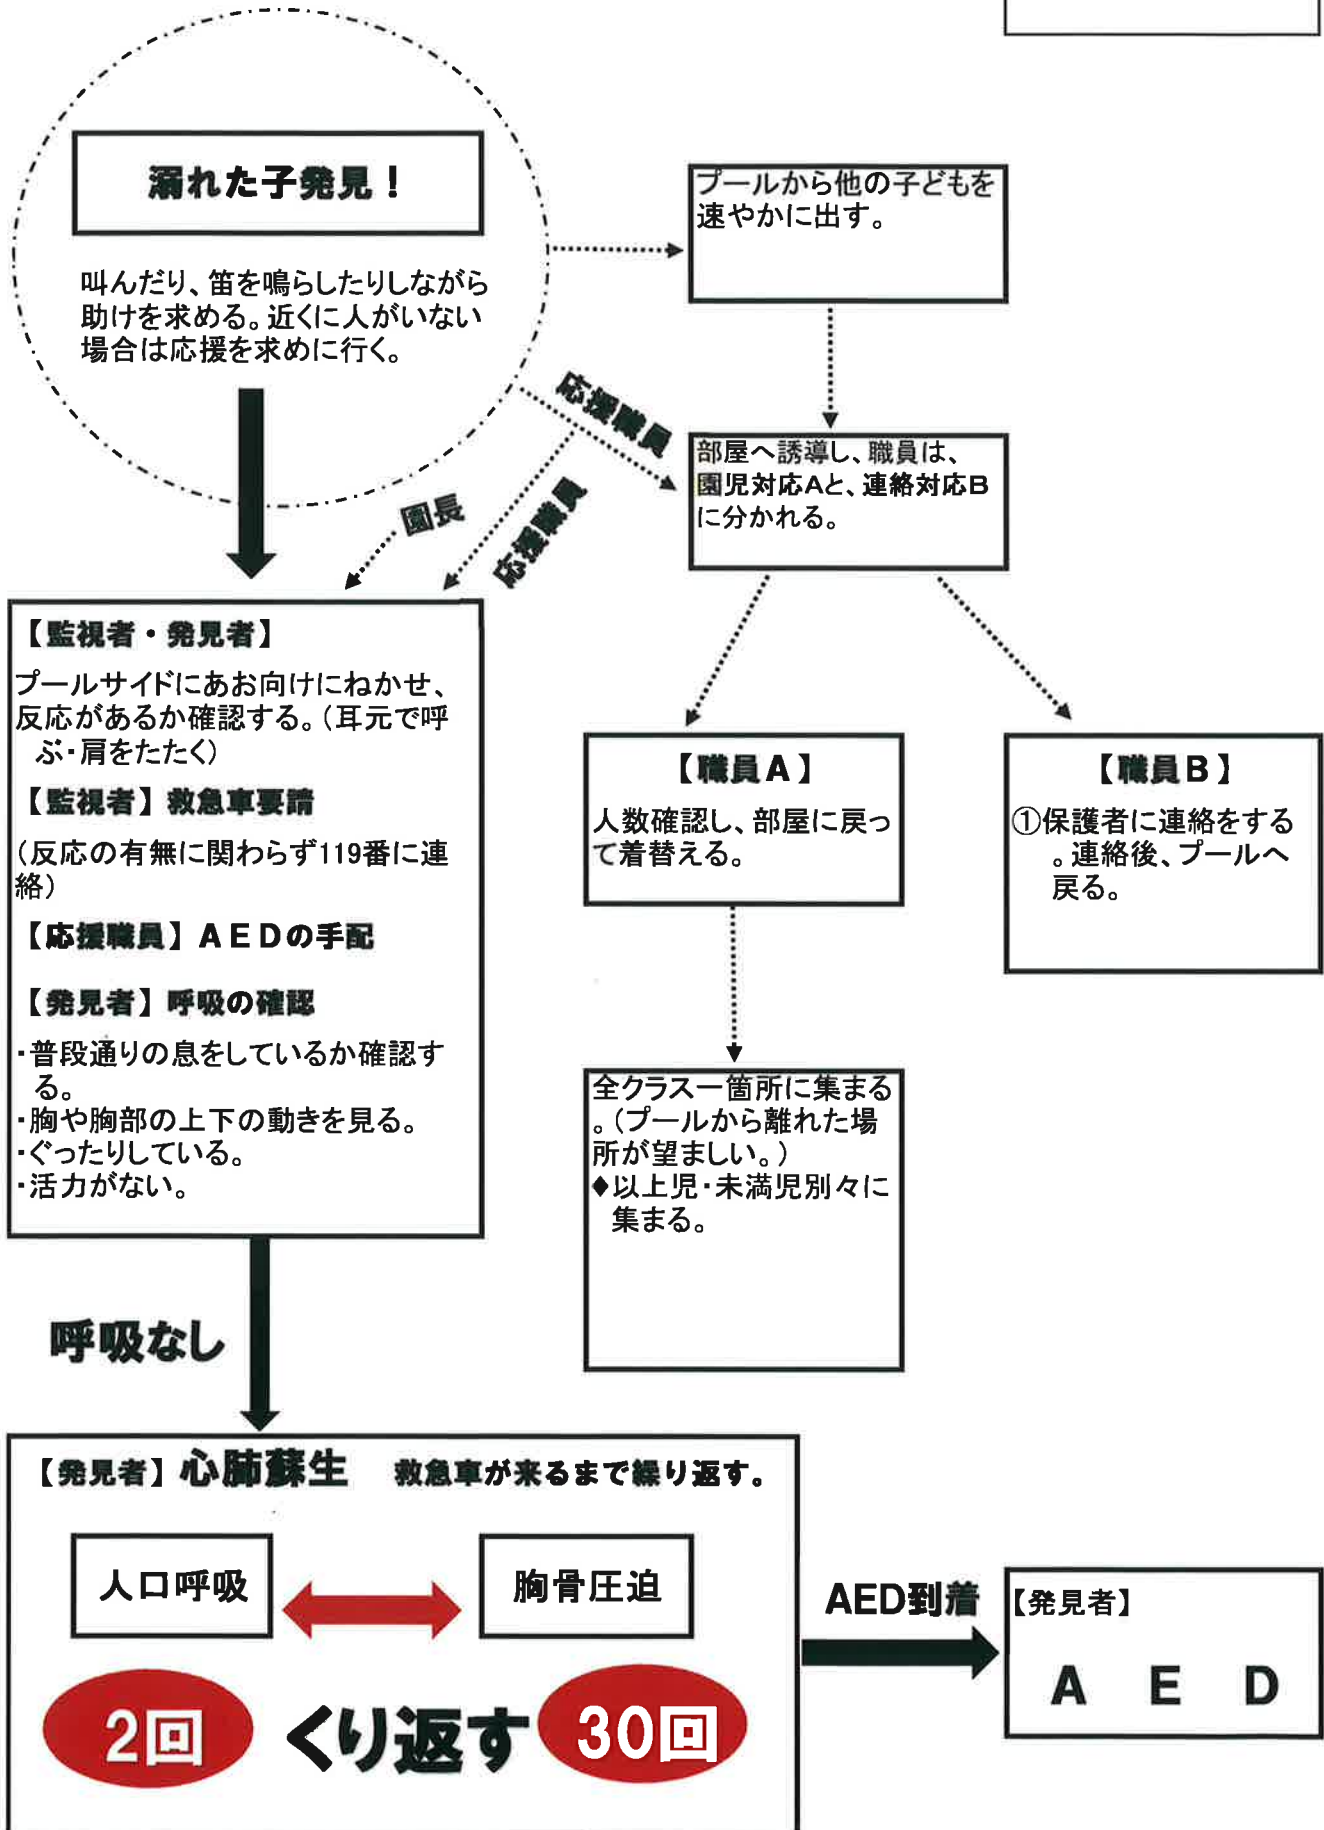 溺れた子発見！
叫んだり、笛を鳴らしたりしながら
助けを求める。近くに人がいない
場合は応援を求めに行く。
プールから他の子どもを
速やかに出す。
応援職員
部屋へ誘導し、職員は、
園児対応Aと、連絡対応B
に分かれる。
園長
応援職員
【監視者・発見者】
プールサイドにあお向けにねかせ、
反応があるか確認する。（耳元で呼
ぶ・肩をたたく）
【監視者】救急車要請
（反応の有無に関わらず119番に連
絡）
【応援職員】AEDの手配
【発見者】呼吸の確認
・普段通りの息をしているか確認す
る。
・胸や胸部の上下の動きを見る。
・ぐったりしている。
・活力がない。
【職員A】
人数確認し、部屋に戻っ
て着替える。
【職員B】
①保護者に連絡をする
。連絡後、プールへ
戻る。
全クラス一箇所に集まる
。（プールから離れた場
所が望ましい。）
◆以上児・未満児別々に
集まる。
呼吸なし
【発見者】心肺蘇生 救急車が来るまで繰り返す。
人口呼吸
胸骨圧迫
2回 くり返す 30回
AED到着
【発見者】
A E D